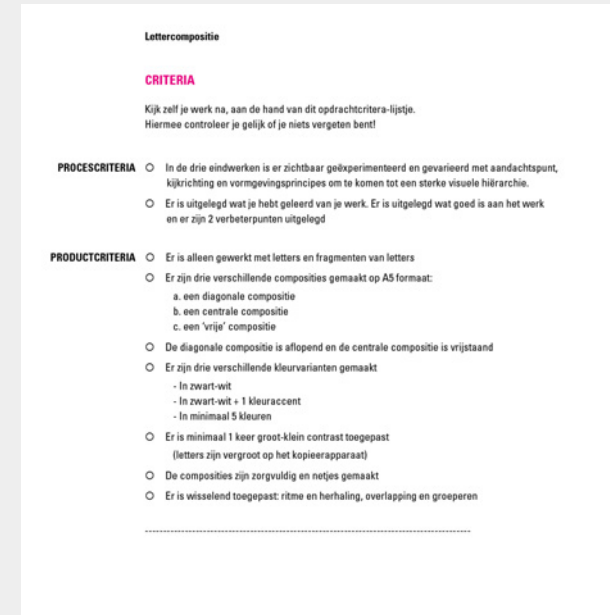 Lettercompositie
CRITERIA
Kijk zelf je werk na, aan de hand van dit opdrachtcritera-lijstje.
Hiermee controleer je gelijk of je niets vergeten bent!
PROCESCRITERIA O In de drie eindwerken is er zichtbaar geëxperimenteerd en gevarieerd met aandachtspunt,
kijkrichting en vormgevingsprincipes om te komen tot een sterke visuele hiërarchie.
O Er is uitgelegd wat je hebt geleerd van je werk. Er is uitgelegd wat goed is aan het werk
en er zijn 2 verbeterpunten uitgelegd
PRODUCTCRITERIA O Er is alleen gewerkt met letters en fragmenten van letters
O Er zijn drie verschillende composities gemaakt op A5 formaat:
a. een diagonale compositie
b. een centrale compositie
c. een 'vrije' compositie
O De diagonale compositie is aflopend en de centrale compositie is vrijstaand
O Er zijn drie verschillende kleurvarianten gemaakt
- In zwart-wit
- In zwart-wit + 1 kleuraccent
- In minimaal 5 kleuren
O Er is minimaal 1 keer groot-klein contrast toegepast
(letters zijn vergroot op het kopieerapparaat)
O De composities zijn zorgvuldig en netjes gemaakt
O Er is wisselend toegepast: ritme en herhaling, overlapping en groeperen